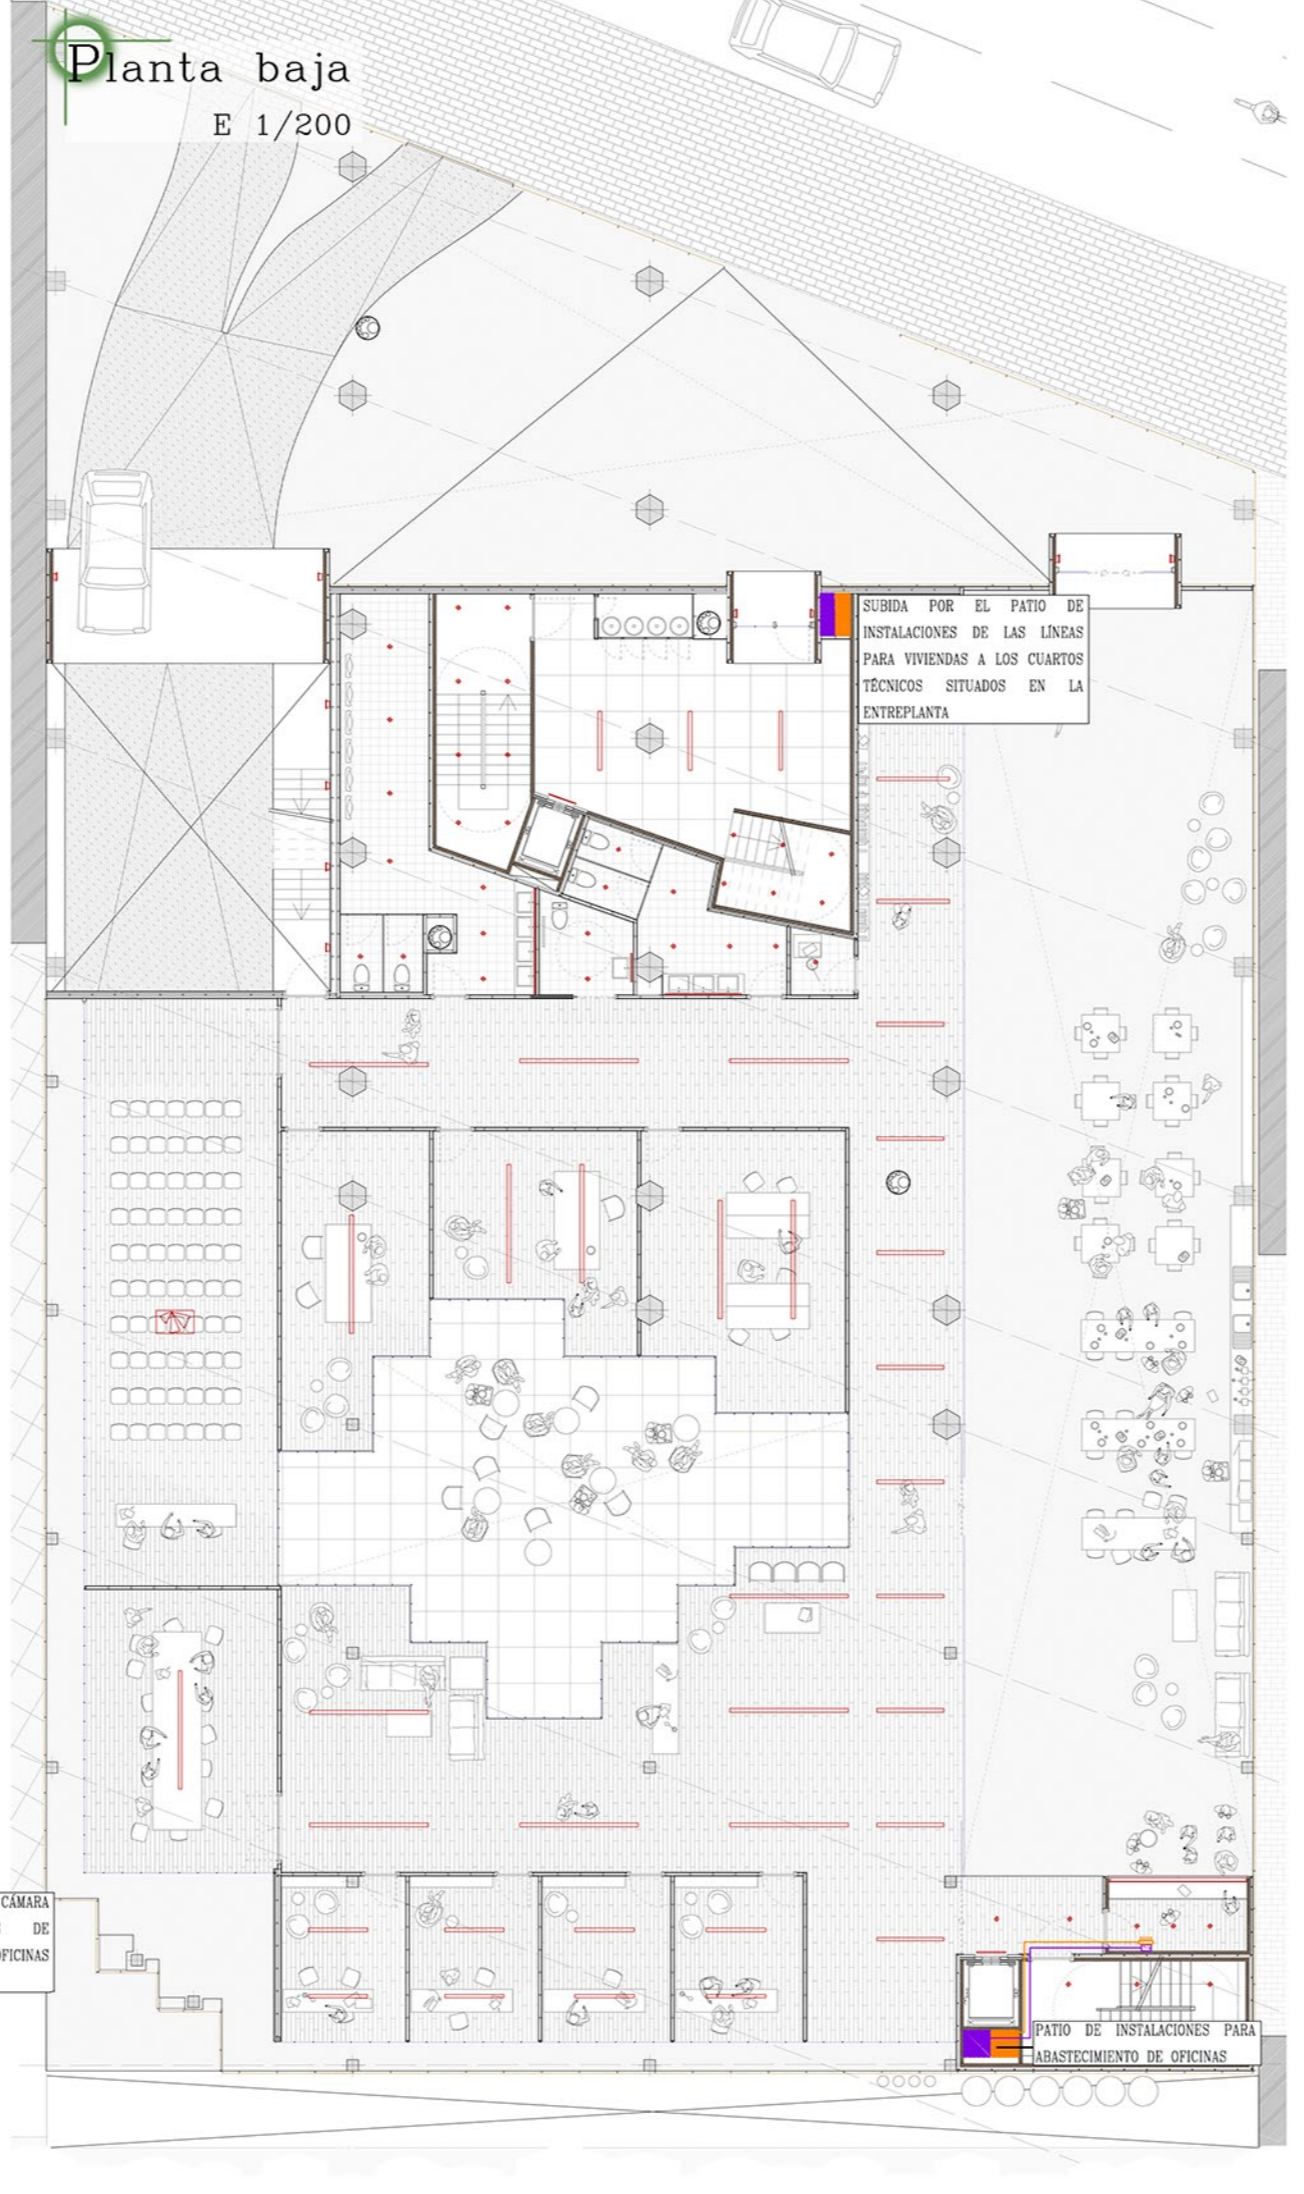 Planta baja
E 1/200
SUBIDA POR EL PATIO DE
INSTALACIONES DE LAS LÍNEAS
PARA VIVIENDAS A LOS CUARTOS
TÉCNICOS SITUADOS EN LA
ENTREPLANTA
CÁMARA
DE
OFICINAS
PATIO DE INSTALACIONES PARA
ABASTECIMIENTO DE OFICINAS